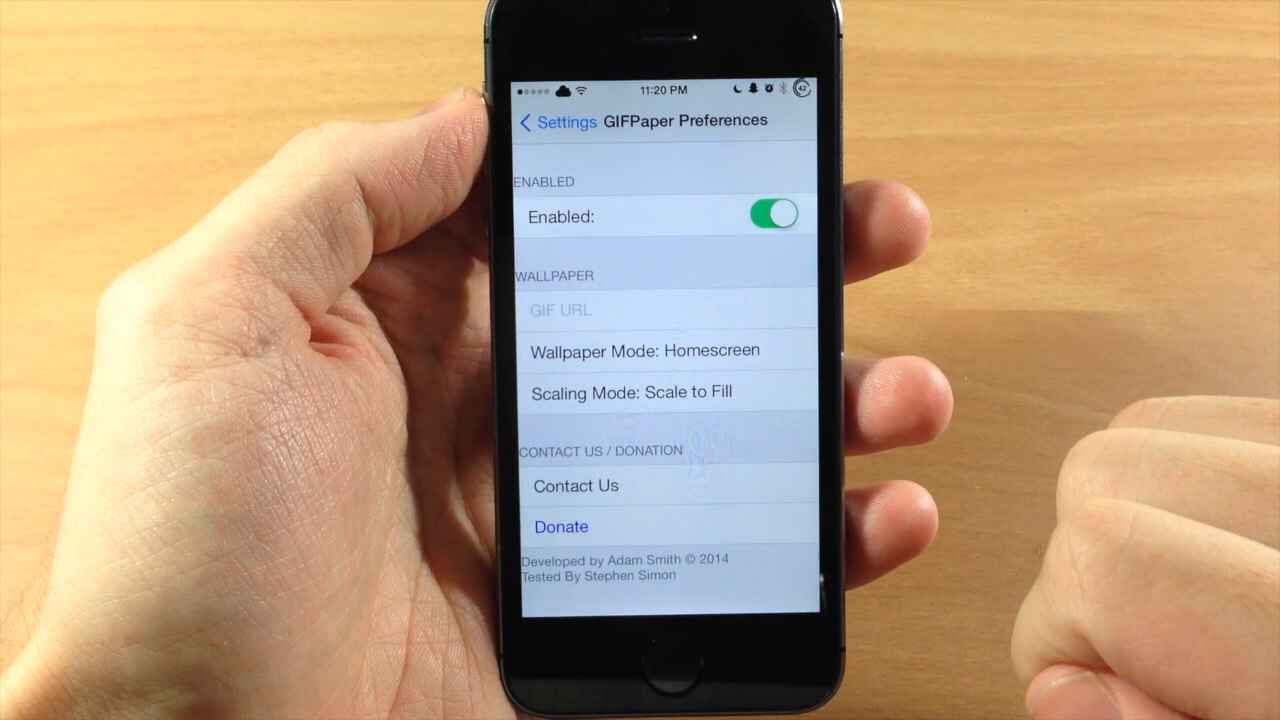 11:20 PM
42
Settings GIFPaper Preferences
ENABLED
Enabled:
WALLPAPER
GIF URL
Wallpaper Mode: Homescreen
Scaling Mode: Scale to Fill
CONTACT US / DONATION
Contact Us
Donate
Developed by Adam Smith © 2014
Tested By Stephen Simon